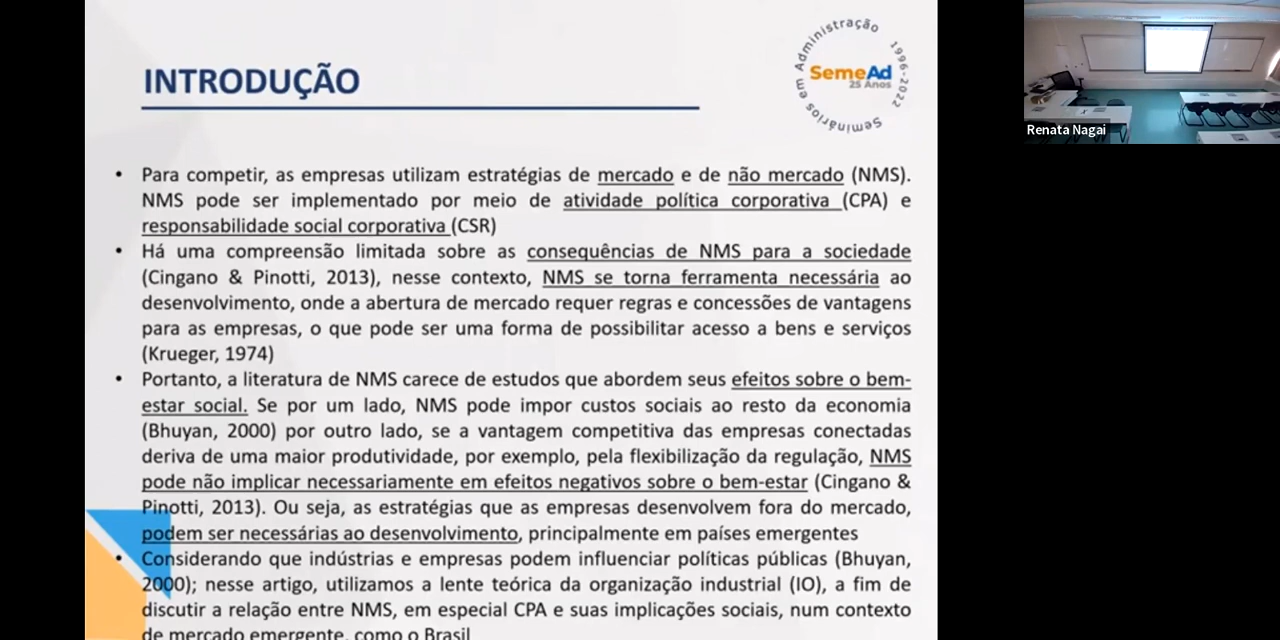 INTRODUÇÃO
Seminários em Administração 1996-2022
SemeAd
25 Anos
Renata Nagai
• Para competir, as empresas utilizam estratégias de mercado e de não mercado (NMS).
NMS pode ser implementado por meio de atividade política corporativa (CPA) e
responsabilidade social corporativa (CSR)
• Há uma compreensão limitada sobre as consequências de NMS para a sociedade
(Cingano & Pinotti, 2013), nesse contexto, NMS se torna ferramenta necessária ao
desenvolvimento, onde a abertura de mercado requer regras e concessões de vantagens
para as empresas, o que pode ser uma forma de possibilitar acesso a bens e serviços
(Krueger, 1974)
• Portanto, a literatura de NMS carece de estudos que abordem seus efeitos sobre o bem-
estar social. Se por um lado, NMS pode impor custos sociais ao resto da economia
(Bhuyan, 2000) por outro lado, se a vantagem competitiva das empresas conectadas
deriva de uma maior produtividade, por exemplo, pela flexibilização da regulação, NMS
pode não implicar necessariamente em efeitos negativos sobre o bem-estar (Cingano &
Pinotti, 2013). Ou seja, as estratégias que as empresas desenvolvem fora do mercado,
podem ser necessárias ao desenvolvimento, principalmente em países emergentes
• Considerando que indústrias e empresas podem influenciar políticas públicas (Bhuyan,
2000); nesse artigo, utilizamos a lente teórica da organização industrial (IO), a fim de
discutir a relação entre NMS, em especial CPA e suas implicações sociais, num contexto
de mercado emergente, como o Brasil